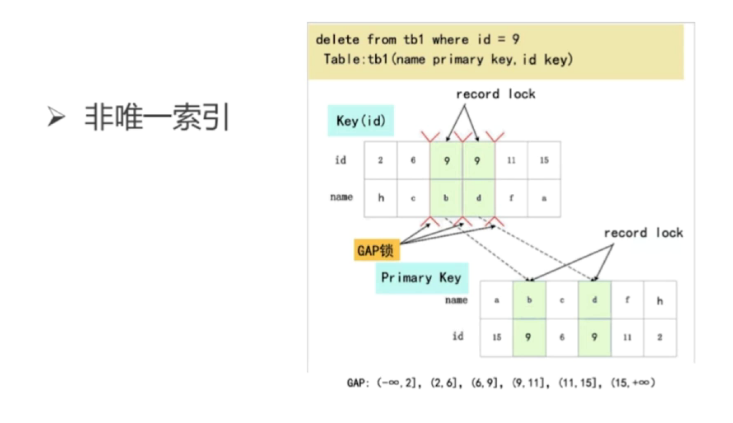 delete from tb1 where id = 9
Table:tb1(name primary key,id key)
➢ 非唯一索引
record lock
Key(id)
id 2 6 9 9 11 15
name h c b d f a
GAP锁
record lock
Primary Key
name a b c d f h
id 15 9 6 9 11 2
GAP: (-∞,2], (2,6], (6,9], (9,11], (11,15], (15,+∞)